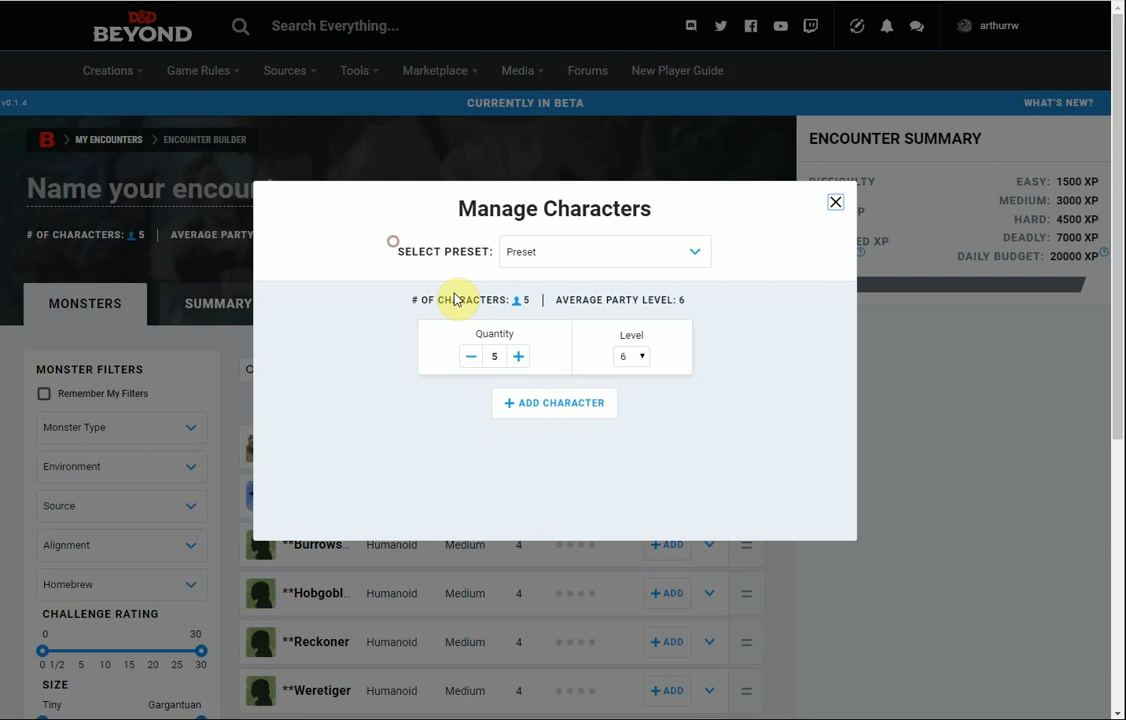 D&D
BEYOND
Search Everything...
arthurrw
Creations
Game Rules
Sources
Tools
Marketplace
Media
Forums
New Player Guide
v0.1.4
CURRENTLY IN BETA
WHAT'S NEW?
B
MY ENCOUNTERS
ENCOUNTER BUILDER
ENCOUNTER SUMMARY
Name your encoun
# OF CHARACTERS: 5
AVERAGE PARTY
EASY: 1500 XP
MEDIUM: 3000 XP
HARD: 4500 XP
DEADLY: 7000 XP
DAILY BUDGET: 20000 XP
Manage Characters
SELECT PRESET:
Preset
# OF CHARACTERS: 5
AVERAGE PARTY LEVEL: 6
Quantity
5
Level
6
+ ADD CHARACTER
MONSTERS
SUMMARY
MONSTER FILTERS
Remember My Filters
Monster Type
Environment
Source
Alignment
Homebrew
CHALLENGE RATING
0 30
0 1/2 5 10 15 20 25 30
SIZE
Tiny Gargantuan
**Burrows... Humanoid Medium 4 + ADD
**Hobgobl... Humanoid Medium 4 + ADD
**Reckoner Humanoid Medium 4 + ADD
**Weretiger Humanoid Medium 4 + ADD